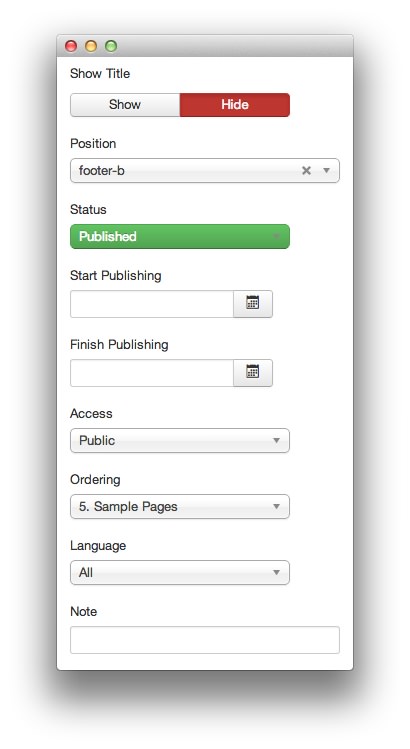 Show Title
Show Hide
Position
footer-b
Status
Published
Start Publishing
Finish Publishing
Access
Public
Ordering
5. Sample Pages
Language
All
Note